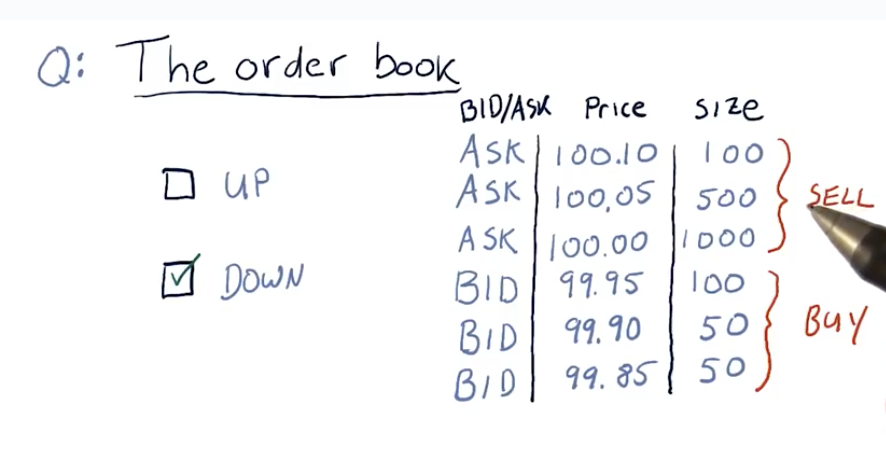 Q: The order book
BID/ASK Price SIZE
ASK 100.10 100
ASK 100,05 500
ASK 100.00 1000
BID 99.95 100
BID 99.90 50
BID 99.85 50
SELL
BUY
UP
DOWN